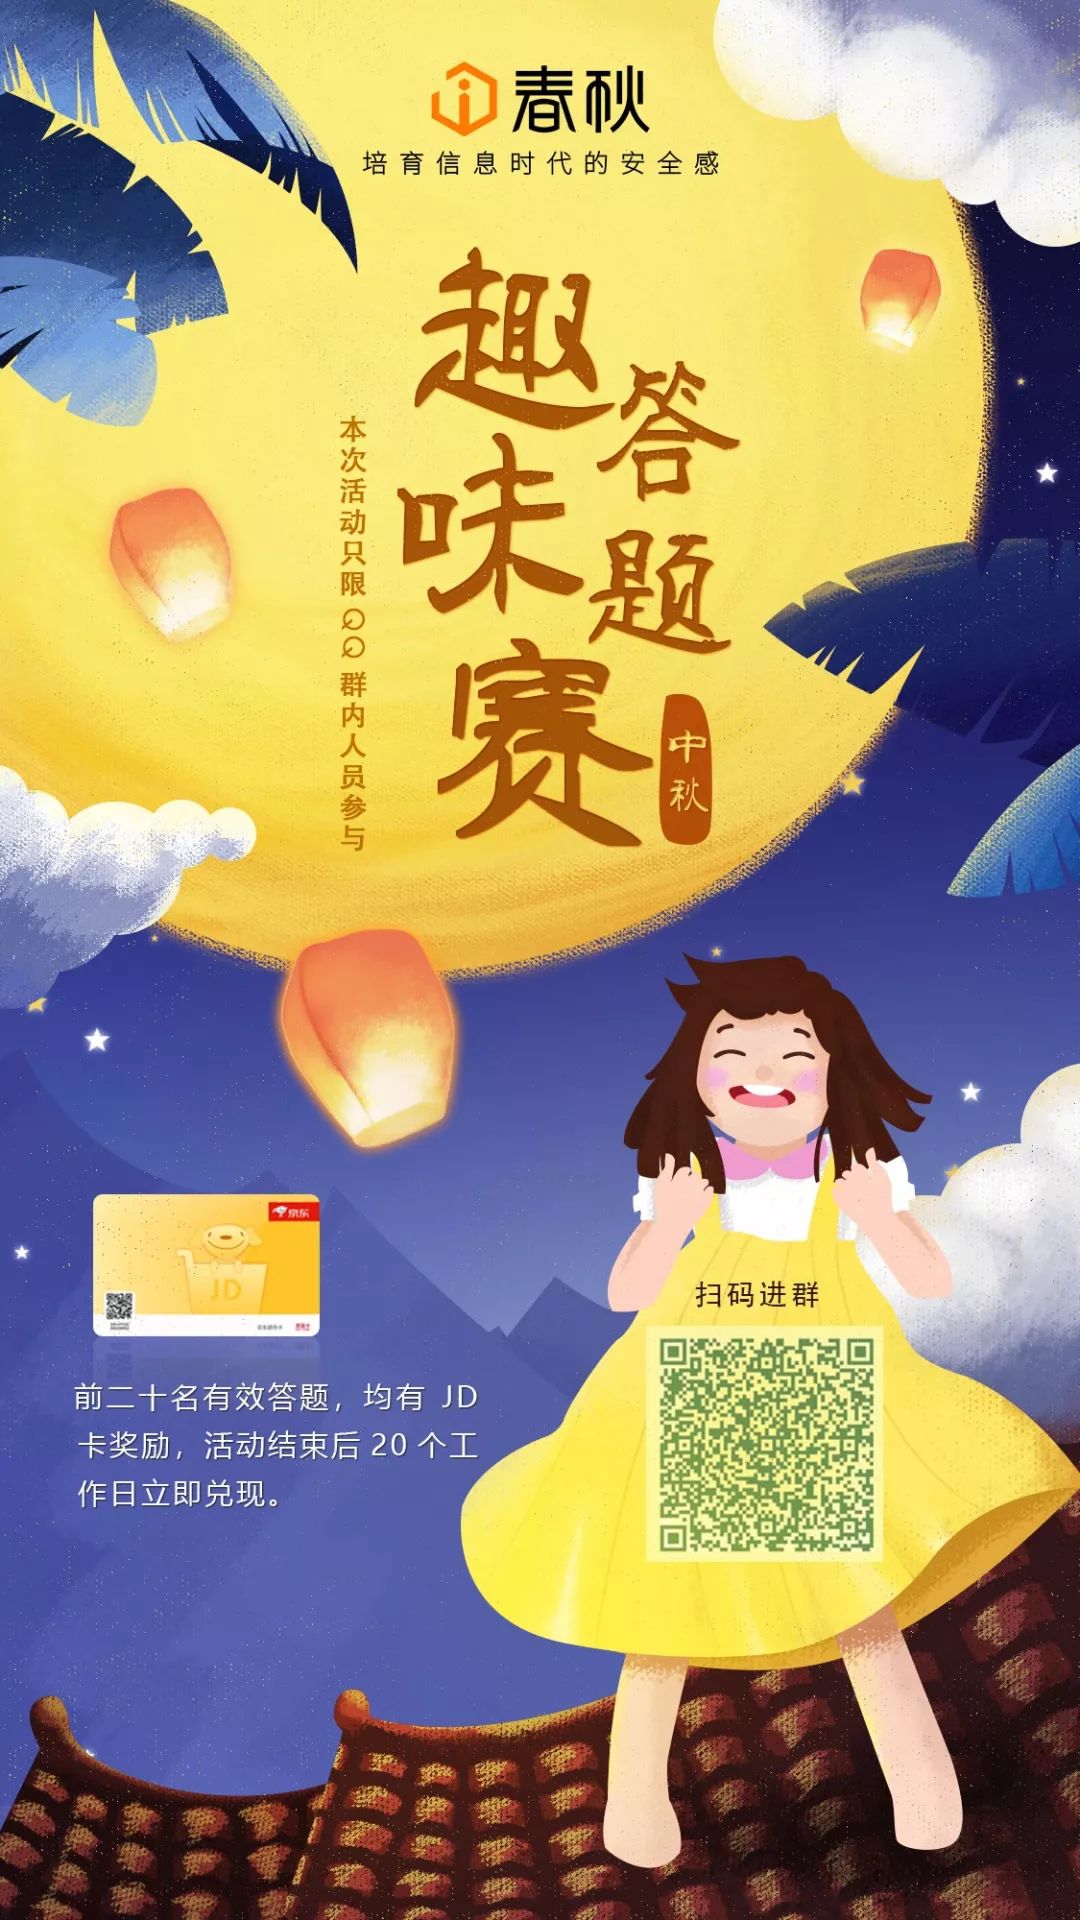 春秋
培育信息时代的安全感
趣味赛
答题
中秋
本次活动只限QQ群内人员参与
京东
JD
扫码进群
前二十名有效答题，均有 JD
卡奖励，活动结束后 20 个工
作日立即兑现。